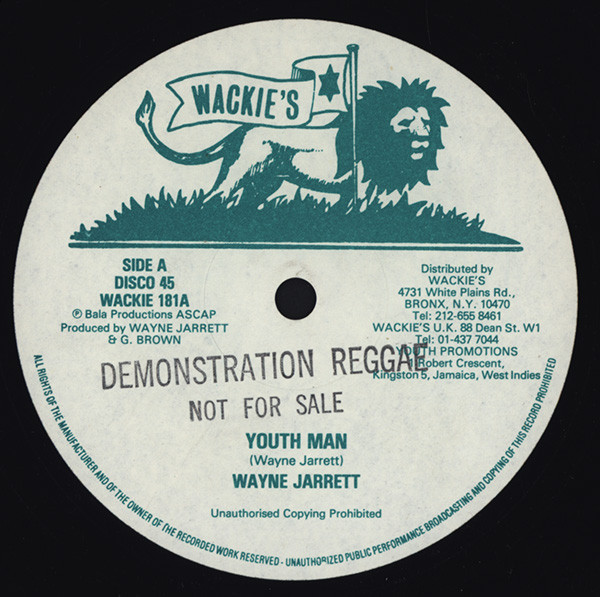 WACKIE'S
SIDE A
DISCO 45
WACKIE 181A
℗ Bala Productions ASCAP
Produced by WAYNE JARRETT
& G. BROWN
Distributed by
WACKIE'S
4731 White Plains Rd.,
BRONX, N.Y. 10470
Tel: 212-655 8461
WACKIE'S U.K. 88 Dean St. W1
Tel: 01-437 7044
YOUTH PROMOTIONS
Robert Crescent,
Kingston 5, Jamaica, West Indies
DEMONSTRATION REGGAE
NOT FOR SALE
YOUTH MAN
(Wayne Jarrett)
WAYNE JARRETT
Unauthorised Copying Prohibited
ALL RIGHTS OF THE MANUFACTURER AND OF THE OWNER OF THE RECORDED WORK RESERVED - UNAUTHORIZED PUBLIC PERFORMANCE BROADCASTING AND COPYING OF THIS RECORD PROHIBITED